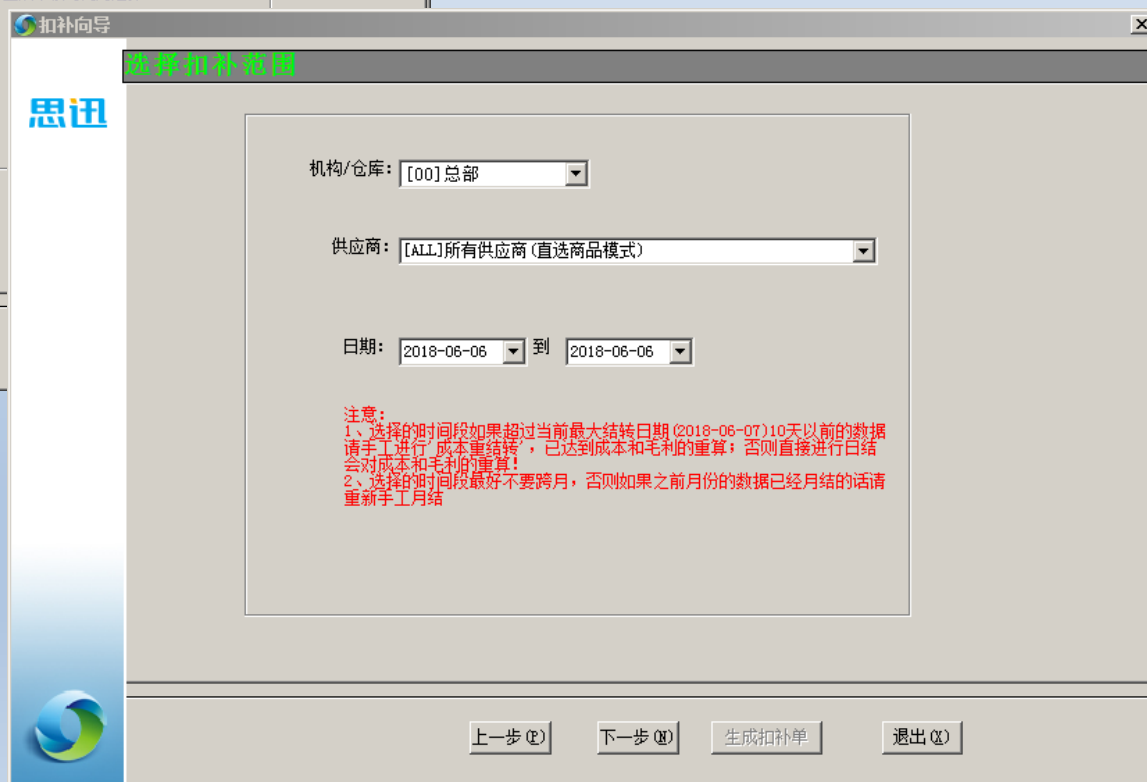 扣补向导
选择扣补范围
思迅
机构/仓库: [00]总部
供应商: [ALL]所有供应商(直选商品模式)
日期: 2018-06-06 到 2018-06-06
注意:
1、选择的时间段如果超过当前最大结转日期(2018-06-07)10天以前的数据
请手工进行'成本重结转', 已达到成本和毛利的重算; 否则直接进行日结
会对成本和毛利的重算!
2、选择的时间段最好不要跨月, 否则如果之前月份的数据已经月结的话请
重新手工月结
上一步(P) 下一步(N) 生成扣补单 退出(X)